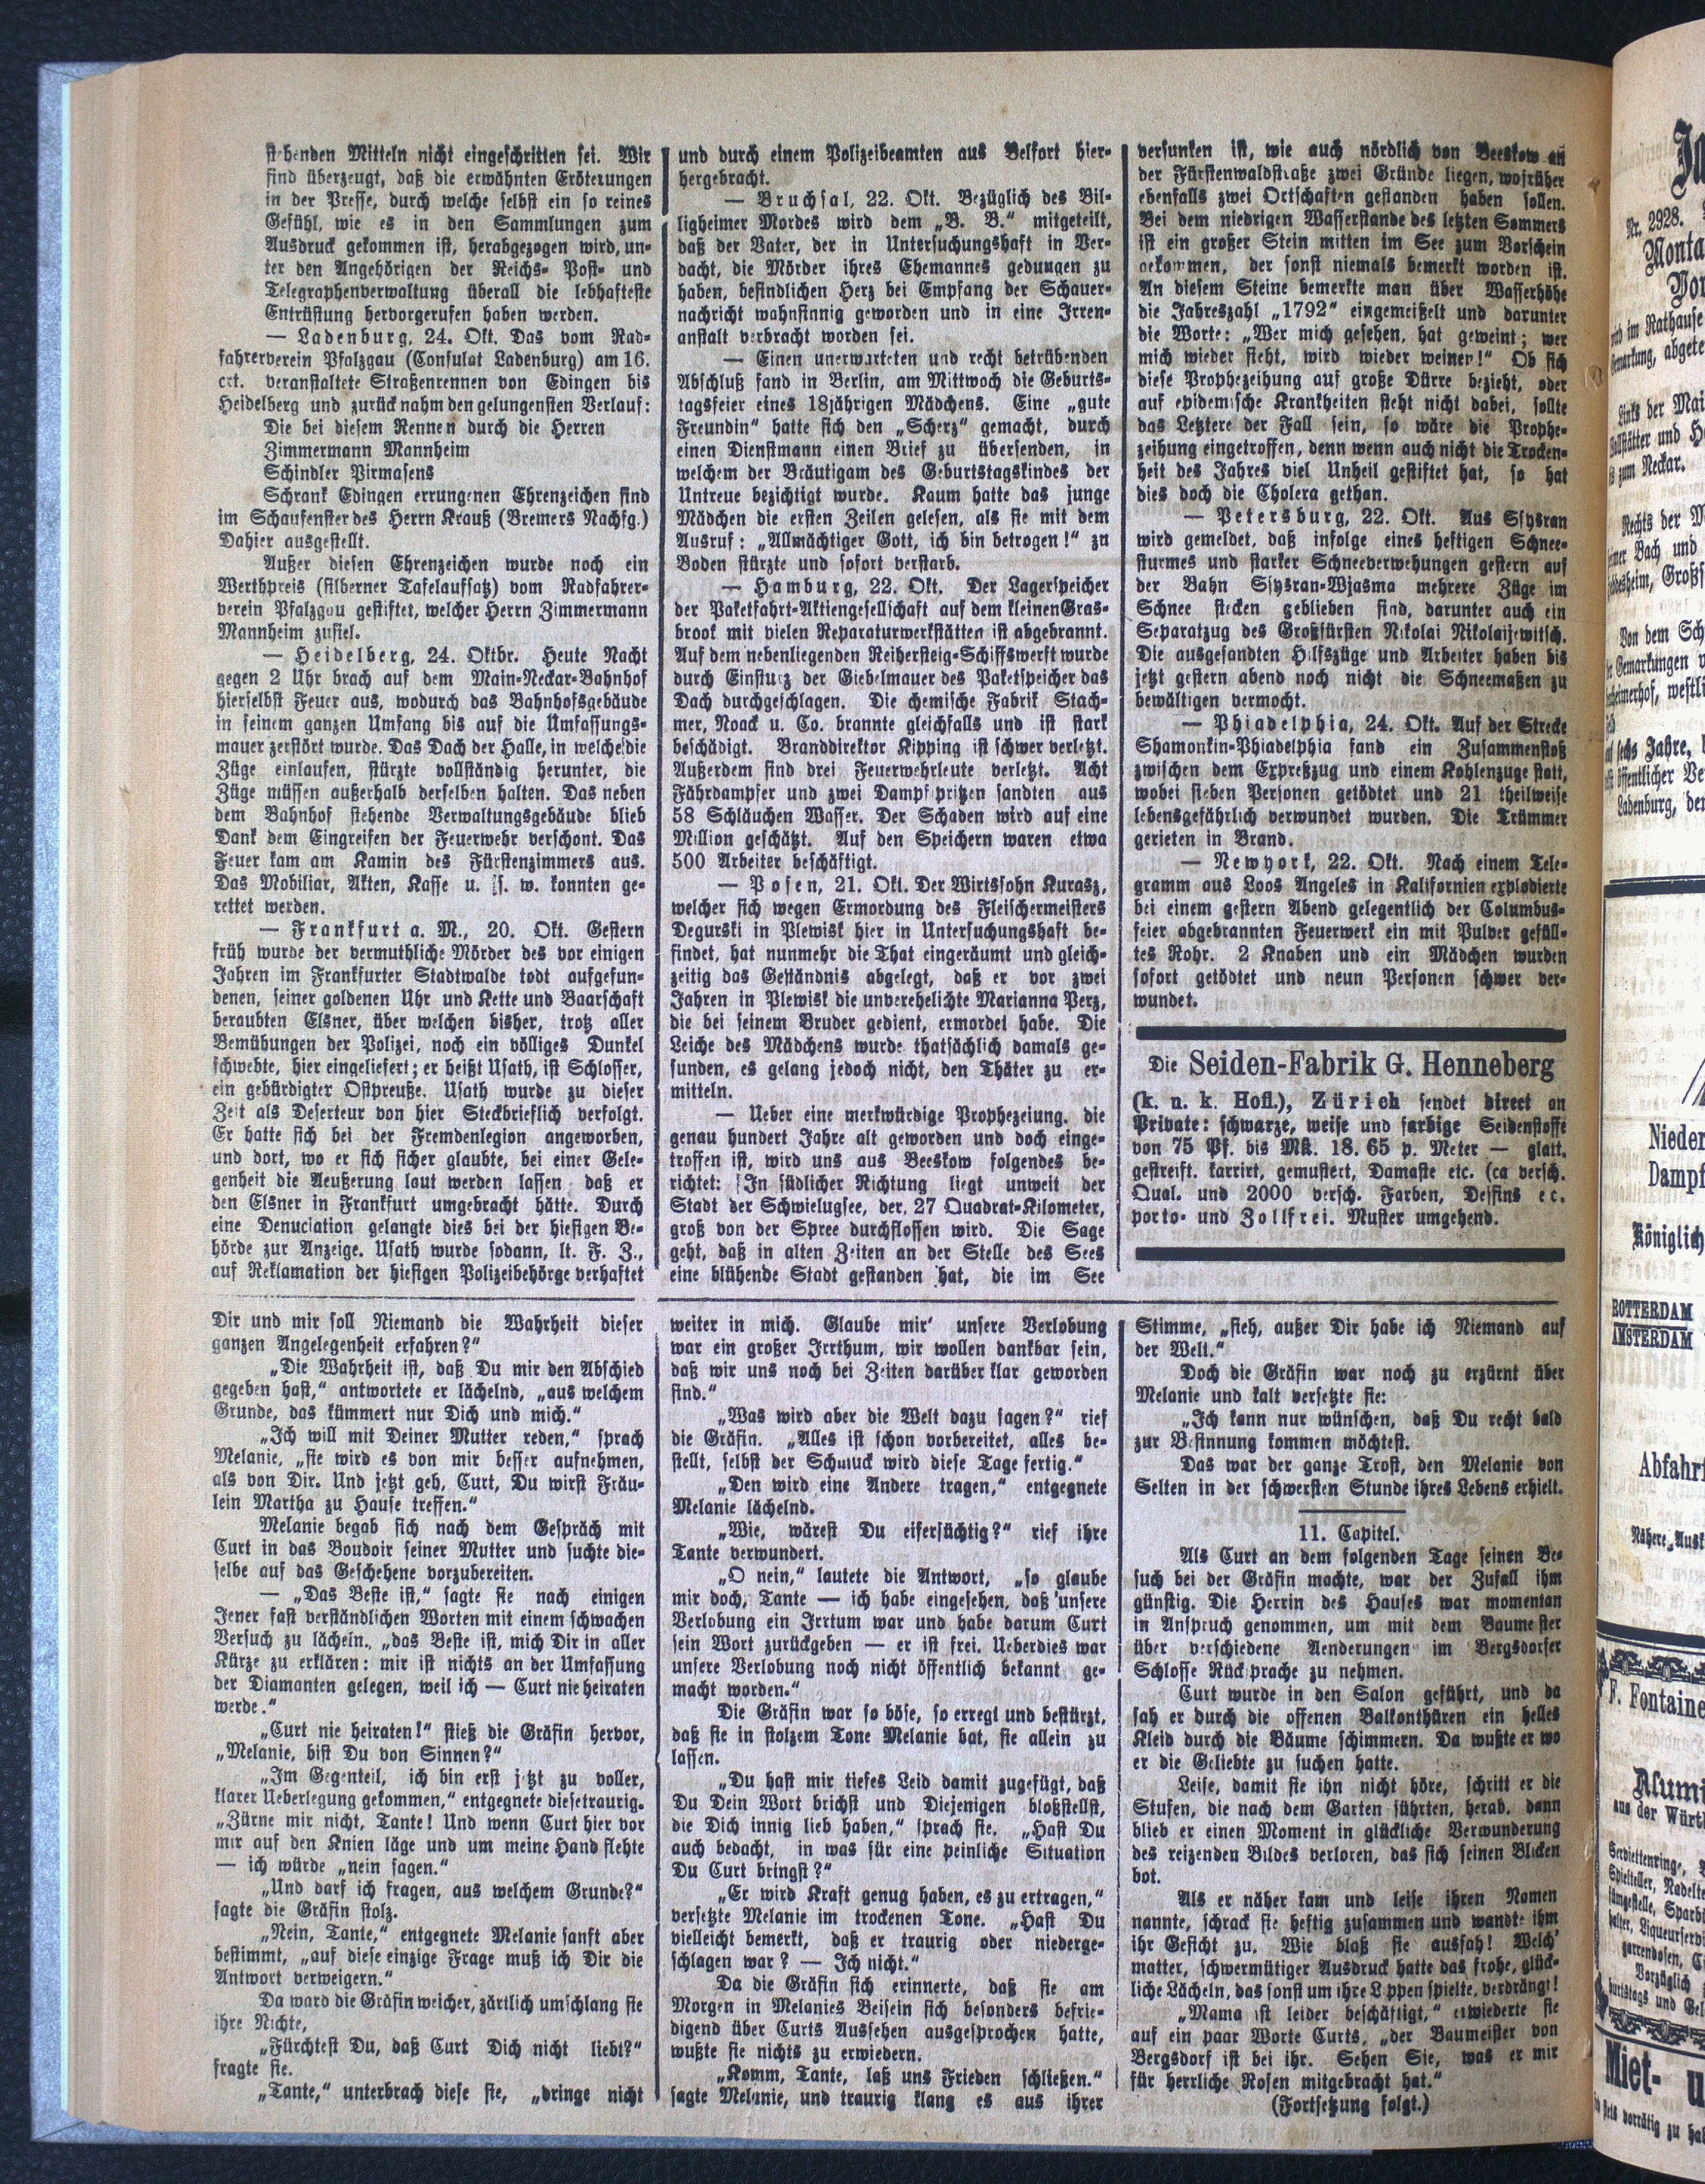 stehenden Mitteln nicht eingeschritten sei. Wir
sind überzeugt, daß die erwähnten Eröterungen
in der Presse, durch welche selbst ein so reines
Gefühl, wie es in den Sammlungen zum
Ausdruck gekommen ist, herabgezogen wird, un-
ter den Angehörigen der Reichs- Post- und
Telegraphenverwaltung überall die lebhafteste
Entrüstung hervorgerufen haben werden.
— Ladenburg, 24. Okt. Das vom Rad-
fahrerverein Pfalzgau (Consulat Ladenburg) am 16.
crt. veranstaltete Straßenrennen von Edingen bis
Heidelberg und zurück nahm den gelungensten Verlauf:
Die bei diesem Rennen durch die Herren
Zimmermann Mannheim
Schindler Pirmasens
Schrank Edingen errungenen Ehrenzeichen sind
im Schaufenster des Herrn Krauß (Bremers Nachfg.)
Dahier ausgestellt.
Außer diesen Ehrenzeichen wurde noch ein
Werthpreis (silberner Tafelaufsatz) vom Radfahrer-
verein Pfalzgau gestiftet, welcher Herrn Zimmermann
Mannheim zufiel.
— Heidelberg, 24. Oktbr. Heute Nacht
gegen 2 Uhr brach auf dem Main-Neckar-Bahnhof
hierselbst Feuer aus, wodurch das Bahnhofsgebäude
in seinem ganzen Umfang bis auf die Umfassungs-
mauer zerstört wurde. Das Dach der Halle, in welche die
Züge einlaufen, stürzte vollständig herunter, die
Züge müssen außerhalb derselben halten. Das neben
dem Bahnhof stehende Verwaltungsgebäude blieb
Dank dem Eingreifen der Feuerwehr verschont. Das
Feuer kam am Kamin des Fürstenzimmers aus.
Das Mobiliar, Akten, Kasse u. s. w. konnten ge-
rettet werden.
— Frankfurt a. M., 20. Okt. Gestern
früh wurde der vermuthliche Mörder des vor einigen
Jahren im Frankfurter Stadtwalde todt aufgefun-
denen, seiner goldenen Uhr und Kette und Baarschaft
beraubten Elsner, über welchen bisher, trotz aller
Bemühungen der Polizei, noch ein völliges Dunkel
schwebte, hier eingeliefert; er heißt Usath, ist Schlosser,
ein gebürdigter Ostpreuße. Usath wurde zu dieser
Zeit als Deserteur von hier Steckbrieflich verfolgt.
Er hatte sich bei der Fremdenlegion angeworben,
und dort, wo er sich sicher glaubte, bei einer Gele-
genheit die Aeußerung laut werden lassen daß er
den Elsner in Frankfurt umgebracht hätte. Durch
eine Denuciation gelangte dies bei der hiesigen Be-
hörde zur Anzeige. Usath wurde sodann, lt. F. Z.,
auf Reklamation der hiesigen Polizeibehörge verhaftet
und durch einem Polizeibeamten aus Belfort hier-
hergebracht.
— Bruchsal, 22. Okt. Bezüglich des Bil-
ligheimer Mordes wird dem „B. B.“ mitgeteilt,
daß der Vater, der in Untersuchungshaft in Ver-
dacht, die Mörder ihres Ehemannes gedungen zu
haben, befindlichen Herz bei Empfang der Schauer-
nachricht wahnsinnig geworden und in eine Irren-
anstalt verbracht worden sei.
— Einen unerwarteten und recht betrübenden
Abschluß fand in Berlin, am Mittwoch die Geburts-
tagsfeier eines 18jährigen Mädchens. Eine „gute
Freundin“ hatte sich den „Scherz“ gemacht, durch
einen Dienstmann einen Brief zu übersenden, in
welchem der Bräutigam des Geburtstagskindes der
Untreue bezichtigt wurde. Kaum hatte das junge
Mädchen die ersten Zeilen gelesen, als sie mit dem
Ausruf: „Allmächtiger Gott, ich bin betrogen!“ zu
Boden stürzte und sofort verstarb.
— Hamburg, 22. Okt. Der Lagerspeicher
der Paketfahrt-Aktiengesellschaft auf dem kleinen Gras-
brook mit vielen Reparaturwerkstätten ist abgebrannt.
Auf dem nebenliegenden Reihersteig-Schiffswerft wurde
durch Einsturz der Giebelmauer des Paketspeicher das
Dach durchgeschlagen. Die chemische Fabrik Stach-
mer, Noack u. Co. brannte gleichfalls und ist stark
beschädigt. Branddirektor Kipping ist schwer verletzt.
Außerdem sind drei Feuerwehrleute verletzt. Acht
Fährdampfer und zwei Dampfspritzen sandten aus
58 Schläuchen Wasser. Der Schaden wird auf eine
Million geschätzt. Auf den Speichern waren etwa
500 Arbeiter beschäftigt.
— Posen, 21. Okt. Der Wirtssohn Kurasz,
welcher sich wegen Ermordung des Fleischermeisters
Degurski in Plewisk hier in Untersuchungshaft be-
findet, hat nunmehr die That eingeräumt und gleich-
zeitig das Geständnis abgelegt, daß er vor zwei
Jahren in Plewisk die unverehelichte Marianna Perz,
die bei seinem Bruder gedient, ermordet habe. Die
Leiche des Mädchens wurde thatsächlich damals ge-
funden, es gelang jedoch nicht, den Thäter zu er-
mitteln.
— Ueber eine merkwürdige Prophezeiung, die
genau hundert Jahre alt geworden und doch einge-
troffen ist, wird uns aus Beeskow folgendes be-
richtet: In südlicher Richtung liegt unweit der
Stadt der Schwielugsee, der, 27 Quadrat-Kilometer,
groß von der Spree durchflossen wird. Die Sage
geht, daß in alten Zeiten an der Stelle des Sees
eine blühende Stadt gestanden hat, die im See
versunken ist, wie auch nördlich von Beeskow an
der Fürstenwaldstraße zwei Gründe liegen, wo früher
ebenfalls zwei Ortschaften gestanden haben sollen.
Bei dem niedrigen Wasserstande des letzten Sommers
ist ein großer Stein mitten im See zum Vorschein
gekommen, der sonst niemals bemerkt worden ist.
An diesem Steine bemerkte man über Wasserhöhe
die Jahreszahl „1792“ eingemeißelt und darunter
die Worte: „Wer mich gesehen, hat geweint; wer
mich wieder sieht, wird wieder weinen!“ Ob sich
diese Prophezeihung auf große Dürre bezieht, oder
auf epidemische Krankheiten steht nicht dabei, sollte
das Letztere der Fall sein, so wäre die Prophe-
zeihung eingetroffen, denn wenn auch nicht die Trocken-
heit des Jahres viel Unheil gestiftet hat, so hat
dies doch die Cholera gethan.
— Petersburg, 22. Okt. Aus Ssysran
wird gemeldet, daß infolge eines heftigen Schnee-
sturmes und starker Schneeverwehungen gestern auf
der Bahn Ssysran-Wjasma mehrere Züge im
Schnee stecken geblieben sind, darunter auch ein
Separatzug des Großfürsten Nikolai Nikolaijewitsch.
Die ausgesandten Hilfszüge und Arbeiter haben bis
jetzt gestern abend noch nicht die Schneemaßen zu
bewältigen vermocht.
— Phiadelphia, 24. Okt. Auf der Strecke
Shamonkin-Phiadelphia fand ein Zusammenstoß
zwischen dem Expreßzug und einem Kohlenzuge statt,
wobei sieben Personen getödtet und 21 theilweise
lebensgefährlich verwundet wurden. Die Trümmer
gerieten in Brand.
— Newyork, 22. Okt. Nach einem Tele-
gramm aus Loos Angeles in Kalifornien explodierte
bei einem gestern Abend gelegentlich der Columbus-
feier abgebrannten Feuerwerk ein mit Pulver gefüll-
tes Rohr. 2 Knaben und ein Mädchen wurden
sofort getödtet und neun Personen schwer ver-
wundet.
Die Seiden-Fabrik G. Henneberg
(k. n. k. Hofl.), Zürich sendet direct an
Private: schwarze, weise und farbige Seidenstoffe
von 75 Pf. bis Mk. 18. 65 p. Meter — glatt,
gestreift. karrirt, gemustert, Damaste etc. (ca versch.
Qual. und 2000 versch. Farben, Dessins ec.
porto- und Zollfrei. Muster umgehend.
Dir und mir soll Niemand die Wahrheit dieser
ganzen Angelegenheit erfahren?“
„Die Wahrheit ist, daß Du mir den Abschied
gegeben hast,“ antwortete er lächelnd, „aus welchem
Grunde, das kümmert nur Dich und mich.“
„Ich will mit Deiner Mutter reden,“ sprach
Melanie, „sie wird es von mir besser aufnehmen,
als von Dir. Und jetzt geh, Curt, Du wirst Fräu-
lein Martha zu Hause treffen.“
Melanie begab sich nach dem Gespräch mit
Curt in das Boudoir seiner Mutter und suchte die-
selbe auf das Geschehene vorzubereiten.
— „Das Beste ist,“ sagte sie nach einigen
Jener fast verständlichen Worten mit einem schwachen
Versuch zu lächeln., „das Beste ist, mich Dir in aller
Kürze zu erklären: mir ist nichts an der Umfassung
der Diamanten gelegen, weil ich — Curt nie heiraten
werde.“
„Curt nie heiraten!“ stieß die Gräfin hervor,
„Melanie, bist Du von Sinnen?“
„Im Gegenteil, ich bin erst jetzt zu voller,
klarer Ueberlegung gekommen,“ entgegnete diese traurig.
„Zürne mir nicht, Tante! Und wenn Curt hier vor
mir auf den Knien läge und um meine Hand flehte
— ich würde „nein sagen.“
„Und darf ich fragen, aus welchem Grunde?“
sagte die Gräfin stolz.
„Nein, Tante,“ entgegnete Melanie sanft aber
bestimmt, „auf diese einzige Frage muß ich Dir die
Antwort verweigern.“
Da ward die Gräfin weicher, zärtlich umschlang sie
ihre Nichte,
„Fürchtest Du, daß Curt Dich nicht liebt?“
fragte sie.
„Tante,“ unterbrach diese sie, „dringe nicht
weiter in mich. Glaube mir' unsere Verlobung
war ein großer Irrthum, wir wollen dankbar sein,
daß wir uns noch bei Zeiten darüber klar geworden
sind.“
„Was wird aber die Welt dazu sagen?“ rief
die Gräfin. „Alles ist schon vorbereitet, alles be-
stellt, selbst der Schmuck wird diese Tage fertig.“
„Den wird eine Andere tragen,“ entgegnete
Melanie lächelnd.
„Wie, wärest Du eifersüchtig?“ rief ihre
Tante verwundert.
„O nein,“ lautete die Antwort, „so glaube
mir doch, Tante — ich habe eingesehen, daß unsere
Verlobung ein Irrtum war und habe darum Curt
sein Wort zurückgeben — er ist frei. Ueberdies war
unsere Verlobung noch nicht öffentlich bekannt ge-
macht worden.“
Die Gräfin war so böse, so erregt und bestürzt,
daß sie in stolzem Tone Melanie bat, sie allein zu
lassen.
„Du hast mir tiefes Leid damit zugefügt, daß
Du Dein Wort brichst und Diejenigen bloßstellst,
die Dich innig lieb haben,“ sprach sie. „Hast Du
auch bedacht, in was für eine peinliche Situation
Du Curt bringst?“
„Er wird Kraft genug haben, es zu ertragen,“
versetzte Melanie im trockenen Tone. „Hast Du
vielleicht bemerkt, daß er traurig oder niederge-
schlagen war? — Ich nicht.“
Da die Gräfin sich erinnerte, daß sie am
Morgen in Melanies Beisein sich besonders befrie-
digend über Curts Aussehen ausgesprochen hatte,
wußte sie nichts zu erwiedern.
„Komm, Tante, laß uns Frieden schließen.“
sagte Melanie, und traurig klang es aus ihrer
Stimme, „sieh, außer Dir habe ich Niemand auf
der Welt.“
Doch die Gräfin war noch zu erzürnt über
Melanie und kalt versetzte sie:
„Ich kann nur wünschen, daß Du recht bald
zur Besinnung kommen möchtest.
Das war der ganze Trost, den Melanie von
Selten in der schwersten Stunde ihres Lebens erhielt.
11. Capitel.
Als Curt an dem folgenden Tage seinen Be-
such bei der Gräfin machte, war der Zufall ihm
günstig. Die Herrin des Hauses war momentan
in Anspruch genommen, um mit dem Baumeister
über verschiedene Aenderungen im Bergsdorfer
Schlosse Rücksprache zu nehmen.
Curt wurde in den Salon geführt, und da
sah er durch die offenen Balkonthüren ein helles
Kleid durch die Bäume schimmern. Da wußte er wo
er die Geliebte zu suchen hatte.
Leise, damit sie ihn nicht höre, schritt er die
Stufen, die nach dem Garten führten, herab, dann
blieb er einen Moment in glückliche Verwunderung
des reizenden Bildes verloren, das sich seinen Blicken
bot.
Als er näher kam und leise ihren Namen
nannte, schrack sie heftig zusammen und wandte ihm
ihr Gesicht zu. Wie blaß sie aussah! Welch'
matter, schwermütiger Ausdruck hatte das frohe, glück-
liche Lächeln, das sonst um ihre Lippen spielte, verdrängt!
„Mama ist leider beschäftigt,“ erwiederte sie
auf ein paar Worte Curts, „der Baumeister von
Bergsdorf ist bei ihr. Sehen Sie, was er mir
für herrliche Rosen mitgebracht hat.“
(Fortsetzung folgt.)
Nr. 2928.
im Rathause
Ladenburg, den
Nieder
Dampf
Königlich
ROTTERDAM
AMSTERDAM
Abfahrt
F. Fontaine
aus der Würt
Miet- u